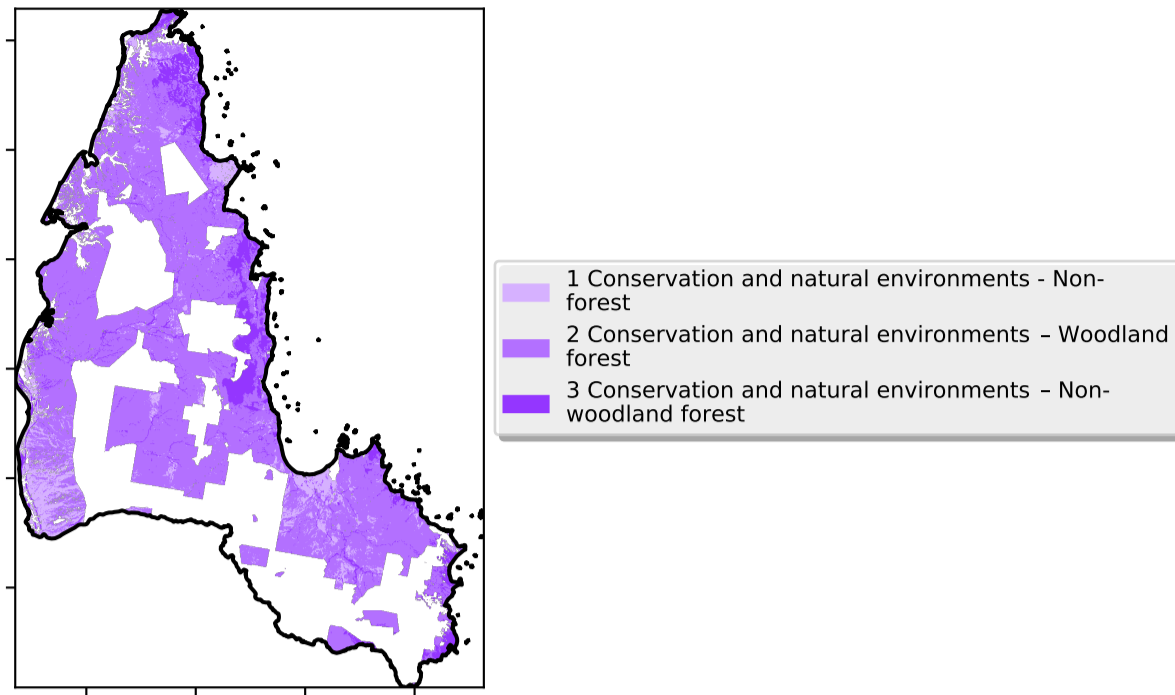 1 Conservation and natural environments - Non-
forest
2 Conservation and natural environments – Woodland
forest
3 Conservation and natural environments – Non-
woodland forest